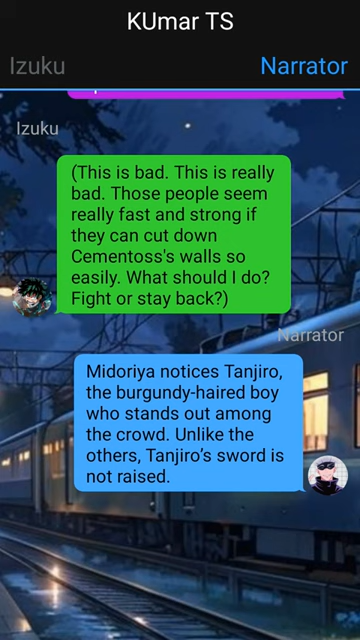 KUmar TS
Izuku
Narrator
Izuku
(This is bad. This is really
bad. Those people seem
really fast and strong if
they can cut down
Cementoss's walls so
easily. What should I do?
Fight or stay back?)
Narrator
Midoriya notices Tanjiro,
the burgundy-haired boy
who stands out among
the crowd. Unlike the
others, Tanjiro’s sword is
not raised.